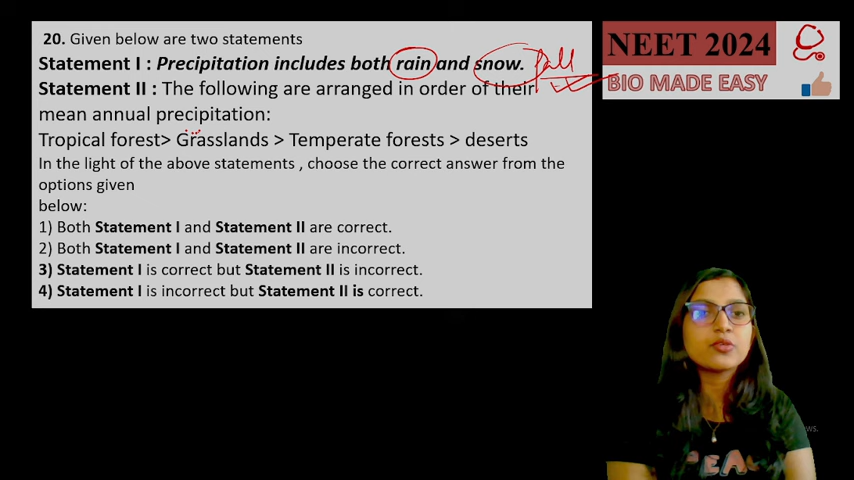 20. Given below are two statements
Statement I : Precipitation includes both rain and snow. fall
Statement II : The following are arranged in order of their
mean annual precipitation:
Tropical forest> Grasslands > Temperate forests > deserts
In the light of the above statements , choose the correct answer from the
options given
below:
1) Both Statement I and Statement II are correct.
2) Both Statement I and Statement II are incorrect.
3) Statement I is correct but Statement II is incorrect.
4) Statement I is incorrect but Statement II is correct.
NEET 2024
BIO MADE EASY